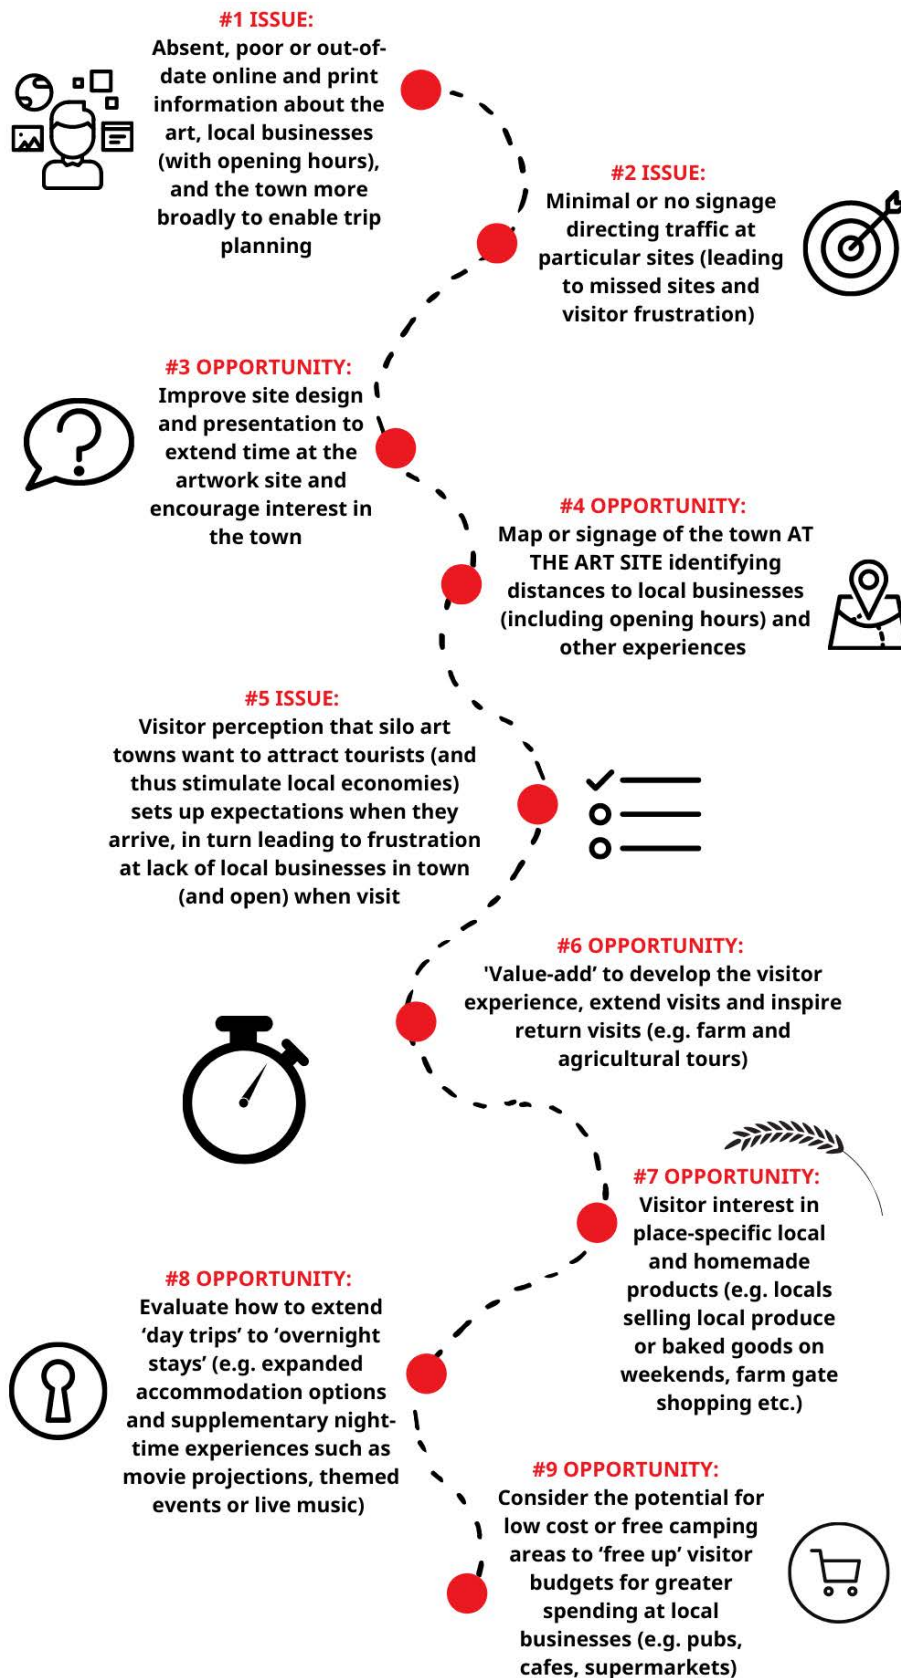 #1 ISSUE:
Absent, poor or out-of-
date online and print
information about the
art, local businesses
(with opening hours),
and the town more
broadly to enable trip
planning
#2 ISSUE:
Minimal or no signage
directing traffic at
particular sites (leading
to missed sites and
visitor frustration)
#3 OPPORTUNITY:
Improve site design
and presentation to
extend time at the
artwork site and
encourage interest in
the town
#4 OPPORTUNITY:
Map or signage of the town AT
THE ART SITE identifying
distances to local businesses
(including opening hours) and
other experiences
#5 ISSUE:
Visitor perception that silo art
towns want to attract tourists (and
thus stimulate local economies)
sets up expectations when they
arrive, in turn leading to frustration
at lack of local businesses in town
(and open) when visit
#6 OPPORTUNITY:
'Value-add’ to develop the visitor
experience, extend visits and inspire
return visits (e.g. farm and
agricultural tours)
#7 OPPORTUNITY:
Visitor interest in
place-specific local
and homemade
products (e.g. locals
selling local produce
or baked goods on
weekends, farm gate
shopping etc.)
#8 OPPORTUNITY:
Evaluate how to extend
‘day trips’ to ‘overnight
stays’ (e.g. expanded
accommodation options
and supplementary night-
time experiences such as
movie projections, themed
events or live music)
#9 OPPORTUNITY:
Consider the potential for
low cost or free camping
areas to ‘free up’ visitor
budgets for greater
spending at local
businesses (e.g. pubs,
cafes, supermarkets)